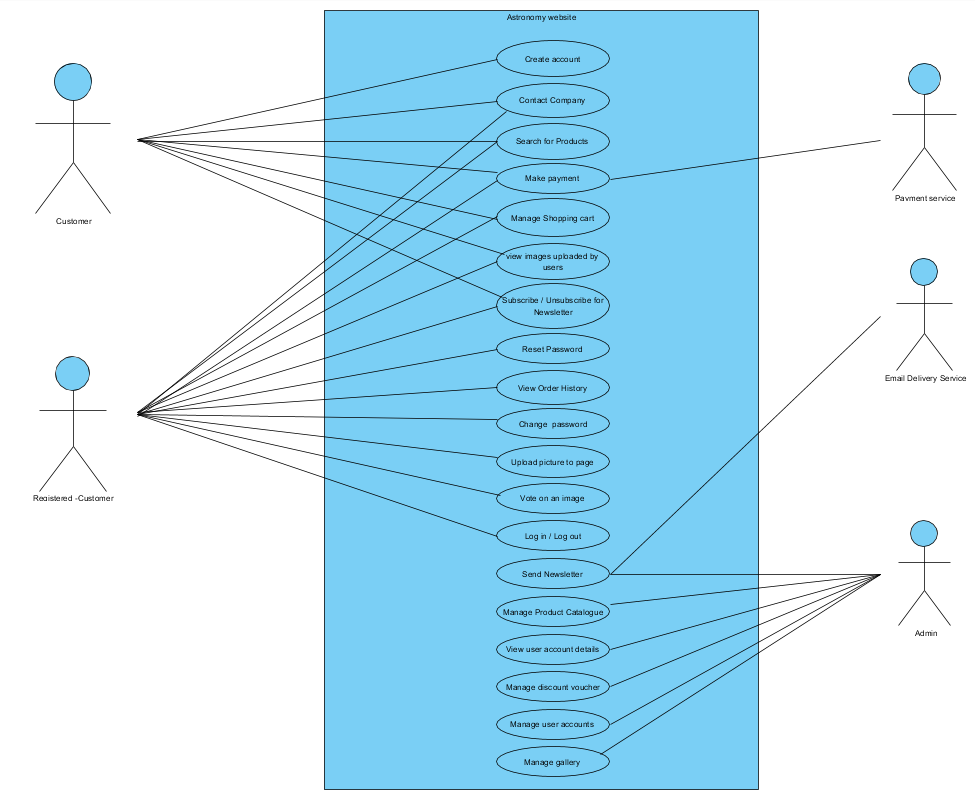 Astronomy website
Create account
Contact Company
Search for Products
Make payment
Manage Shopping cart
view images uploaded by
users
Subscribe / Unsubscribe for
Newsletter
Reset Password
View Order History
Change password
Upload picture to page
Vote on an image
Log in / Log out
Send Newsletter
Manage Product Catalogue
View user account details
Manage discount voucher
Manage user accounts
Manage gallery
Customer
Registered -Customer
Payment service
Email Delivery Service
Admin